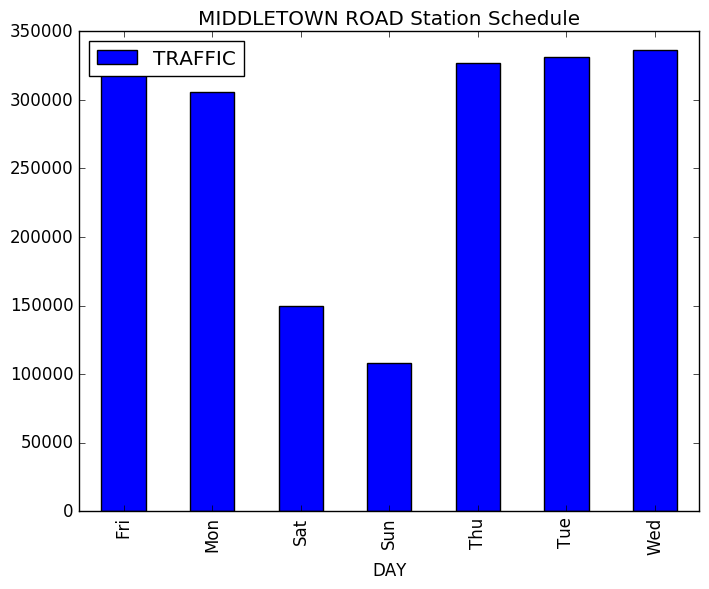 MIDDLETOWN ROAD Station Schedule
TRAFFIC
350000
300000
250000
200000
150000
100000
50000
0
Fri
Mon
Sat
Sun
Thu
Tue
Wed
DAY